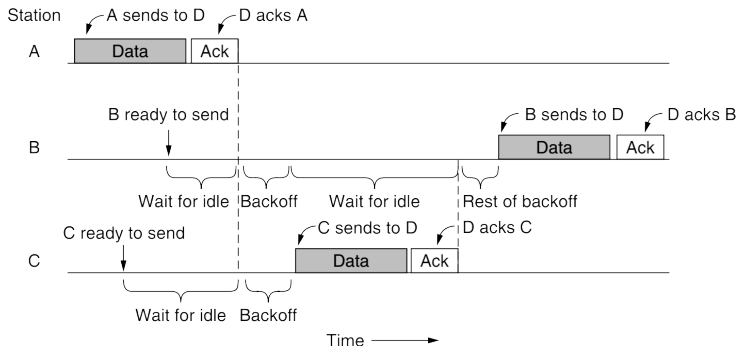 Station
A sends to D
D acks A
A
Data
Ack
B ready to send
B sends to D
D acks B
B
Data
Ack
Wait for idle
Backoff
Wait for idle
Rest of backoff
C ready to send
C sends to D
D acks C
C
Data
Ack
Wait for idle
Backoff
Time